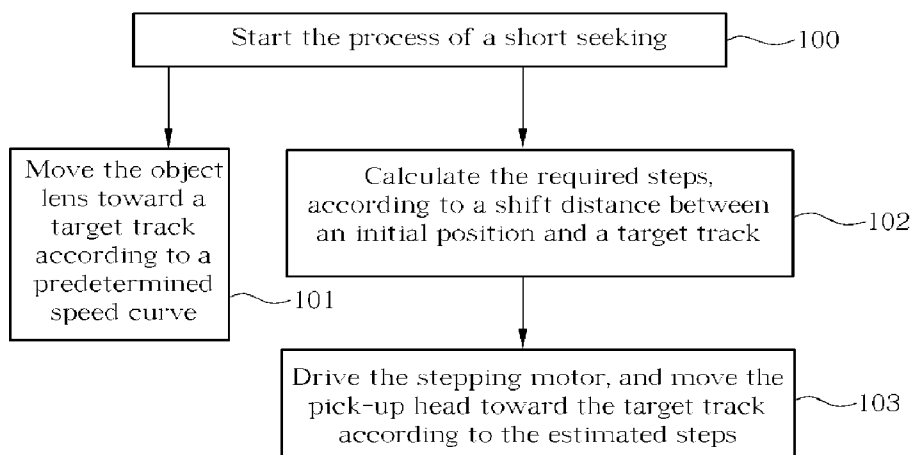 Start the process of a short seeking
100
Move the object
lens toward a
target track
according to a
predetermined
speed curve
101
Calculate the required steps,
according to a shift distance between
an initial position and a target track
102
Drive the stepping motor, and move the
pick-up head toward the target track
according to the estimated steps
103